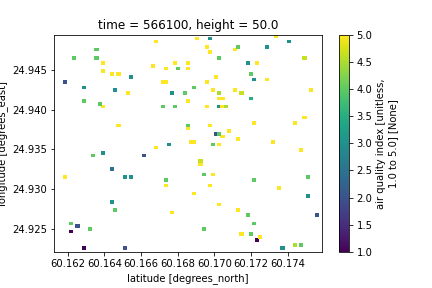 time = 566100, height = 50.0
longitude [degrees_east]
24.945
24.940
24.935
24.930
24.925
60.162 60.164 60.166 60.168 60.170 60.172 60.174
latitude [degrees_north]
5.0
4.5
4.0
3.5
3.0
2.5
2.0
1.5
1.0
air quality index [unitless,
1.0 to 5.0] [None]